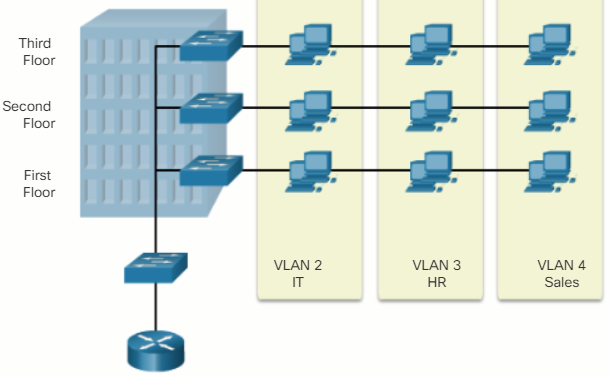 Third
Floor
Second
Floor
First
Floor
VLAN 2
IT
VLAN 3
HR
VLAN 4
Sales